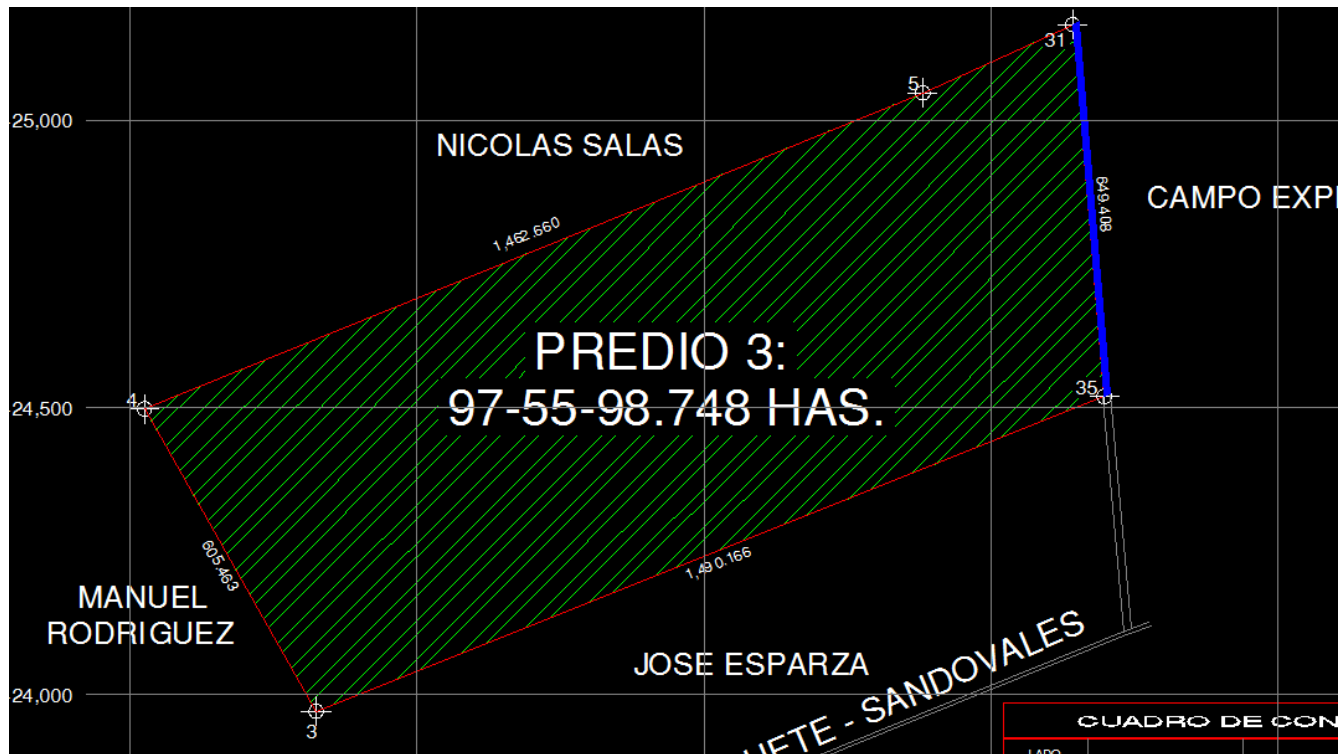 31
5
25,000
NICOLAS SALAS
649.408
CAMPO EXP
1,462.660
PREDIO 3:
97-55-98.748 HAS.
4
35
24,500
605.463
1,490.166
MANUEL
RODRIGUEZ
JOSE ESPARZA
24,000
3
UETE - SANDOVALES
CUADRO DE CON
LADO